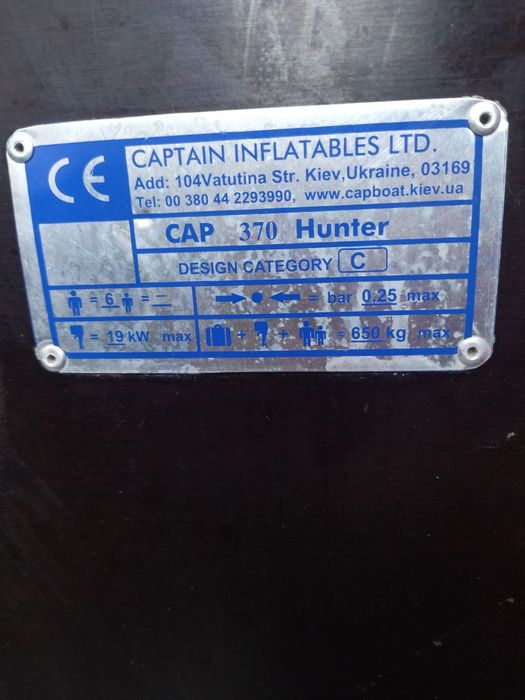 CE
CAPTAIN INFLATABLES LTD.
Add: 104Vatutina Str. Kiev,Ukraine, 03169
Tel: 00 380 44 2293990, www.capboat.kiev.ua
CAP 370 Hunter
DESIGN CATEGORY C
= 6 = – = bar 0,25 max
= 19 kW max + + = 650 kg max